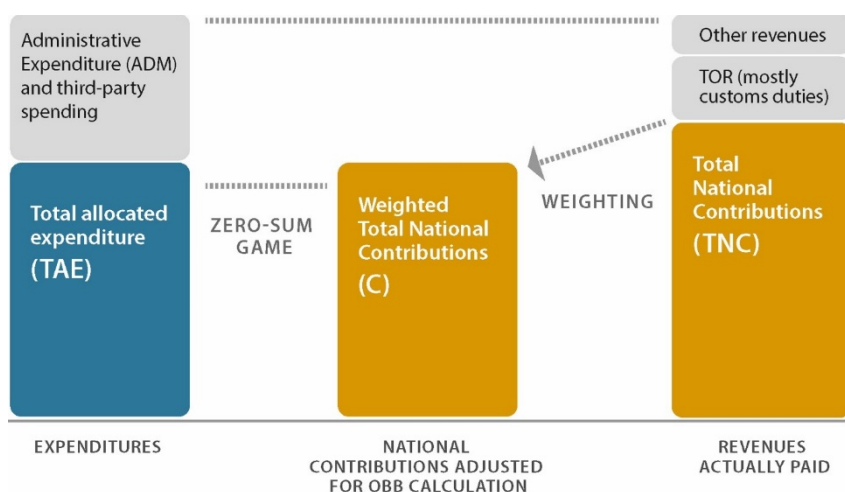 Administrative
Expenditure (ADM)
and third-party
spending
Other revenues
TOR (mostly
customs duties)
Total allocated
expenditure
(TAE)
ZERO-SUM
GAME
Weighted
Total National
Contributions
(C)
WEIGHTING
Total
National
Contributions
(TNC)
EXPENDITURES
NATIONAL
CONTRIBUTIONS ADJUSTED
FOR OBB CALCULATION
REVENUES
ACTUALLY PAID